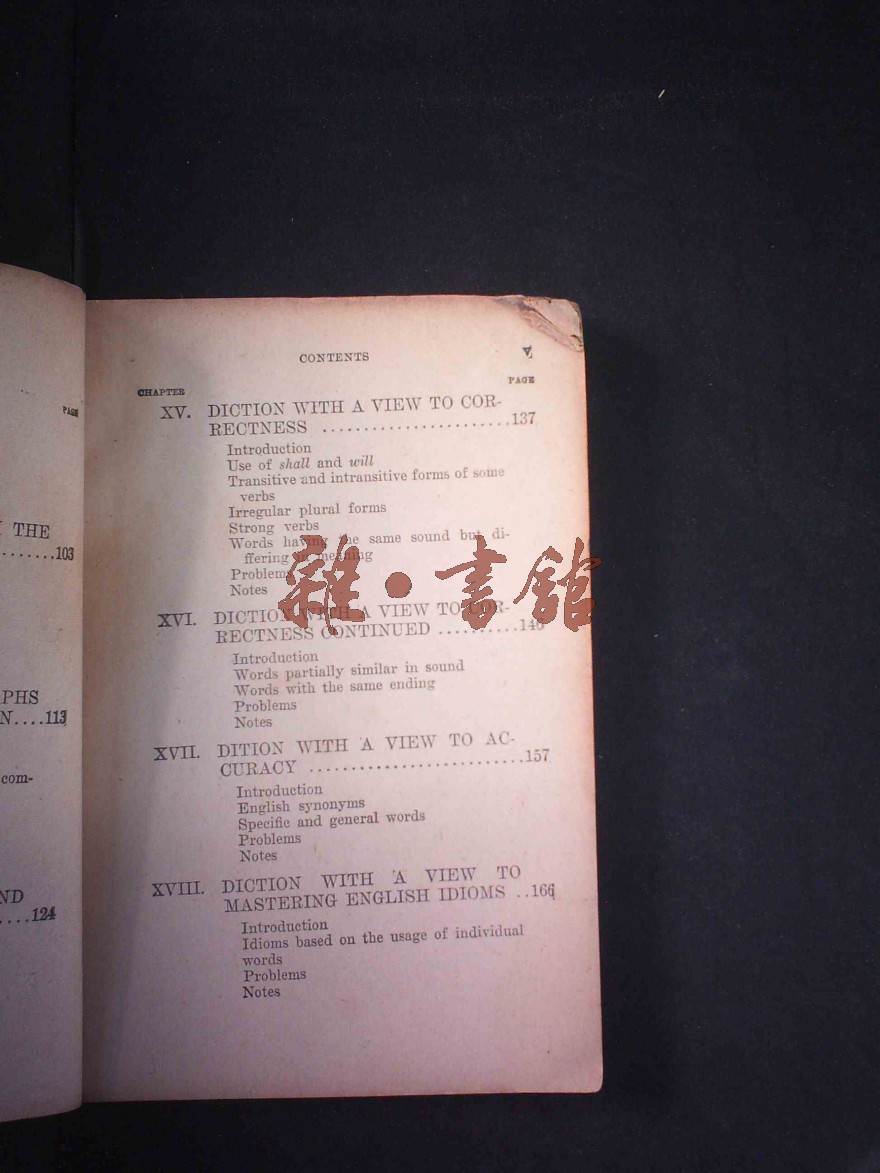 PAGE
THE
........103
PHS
N....113
com-
ND
....124
CONTENTS
V
CHAPTER PAGE
XV. DICTION WITH A VIEW TO COR-
RECTNESS ......................137
Introduction
Use of shall and will
Transitive and intransitive forms of some
verbs
Irregular plural forms
Strong verbs
Words having the same sound but di-
ffering in meaning
Problems
Notes
雜·書館
XVI. DICTION WITH A VIEW TO COR-
RECTNESS CONTINUED ..........146
Introduction
Words partially similar in sound
Words with the same ending
Problems
Notes
XVII. DITION WITH A VIEW TO AC-
CURACY .........................157
Introduction
English synonyms
Specific and general words
Problems
Notes
XVIII. DICTION WITH A VIEW TO
MASTERING ENGLISH IDIOMS ..166
Introduction
Idioms based on the usage of individual
words
Problems
Notes